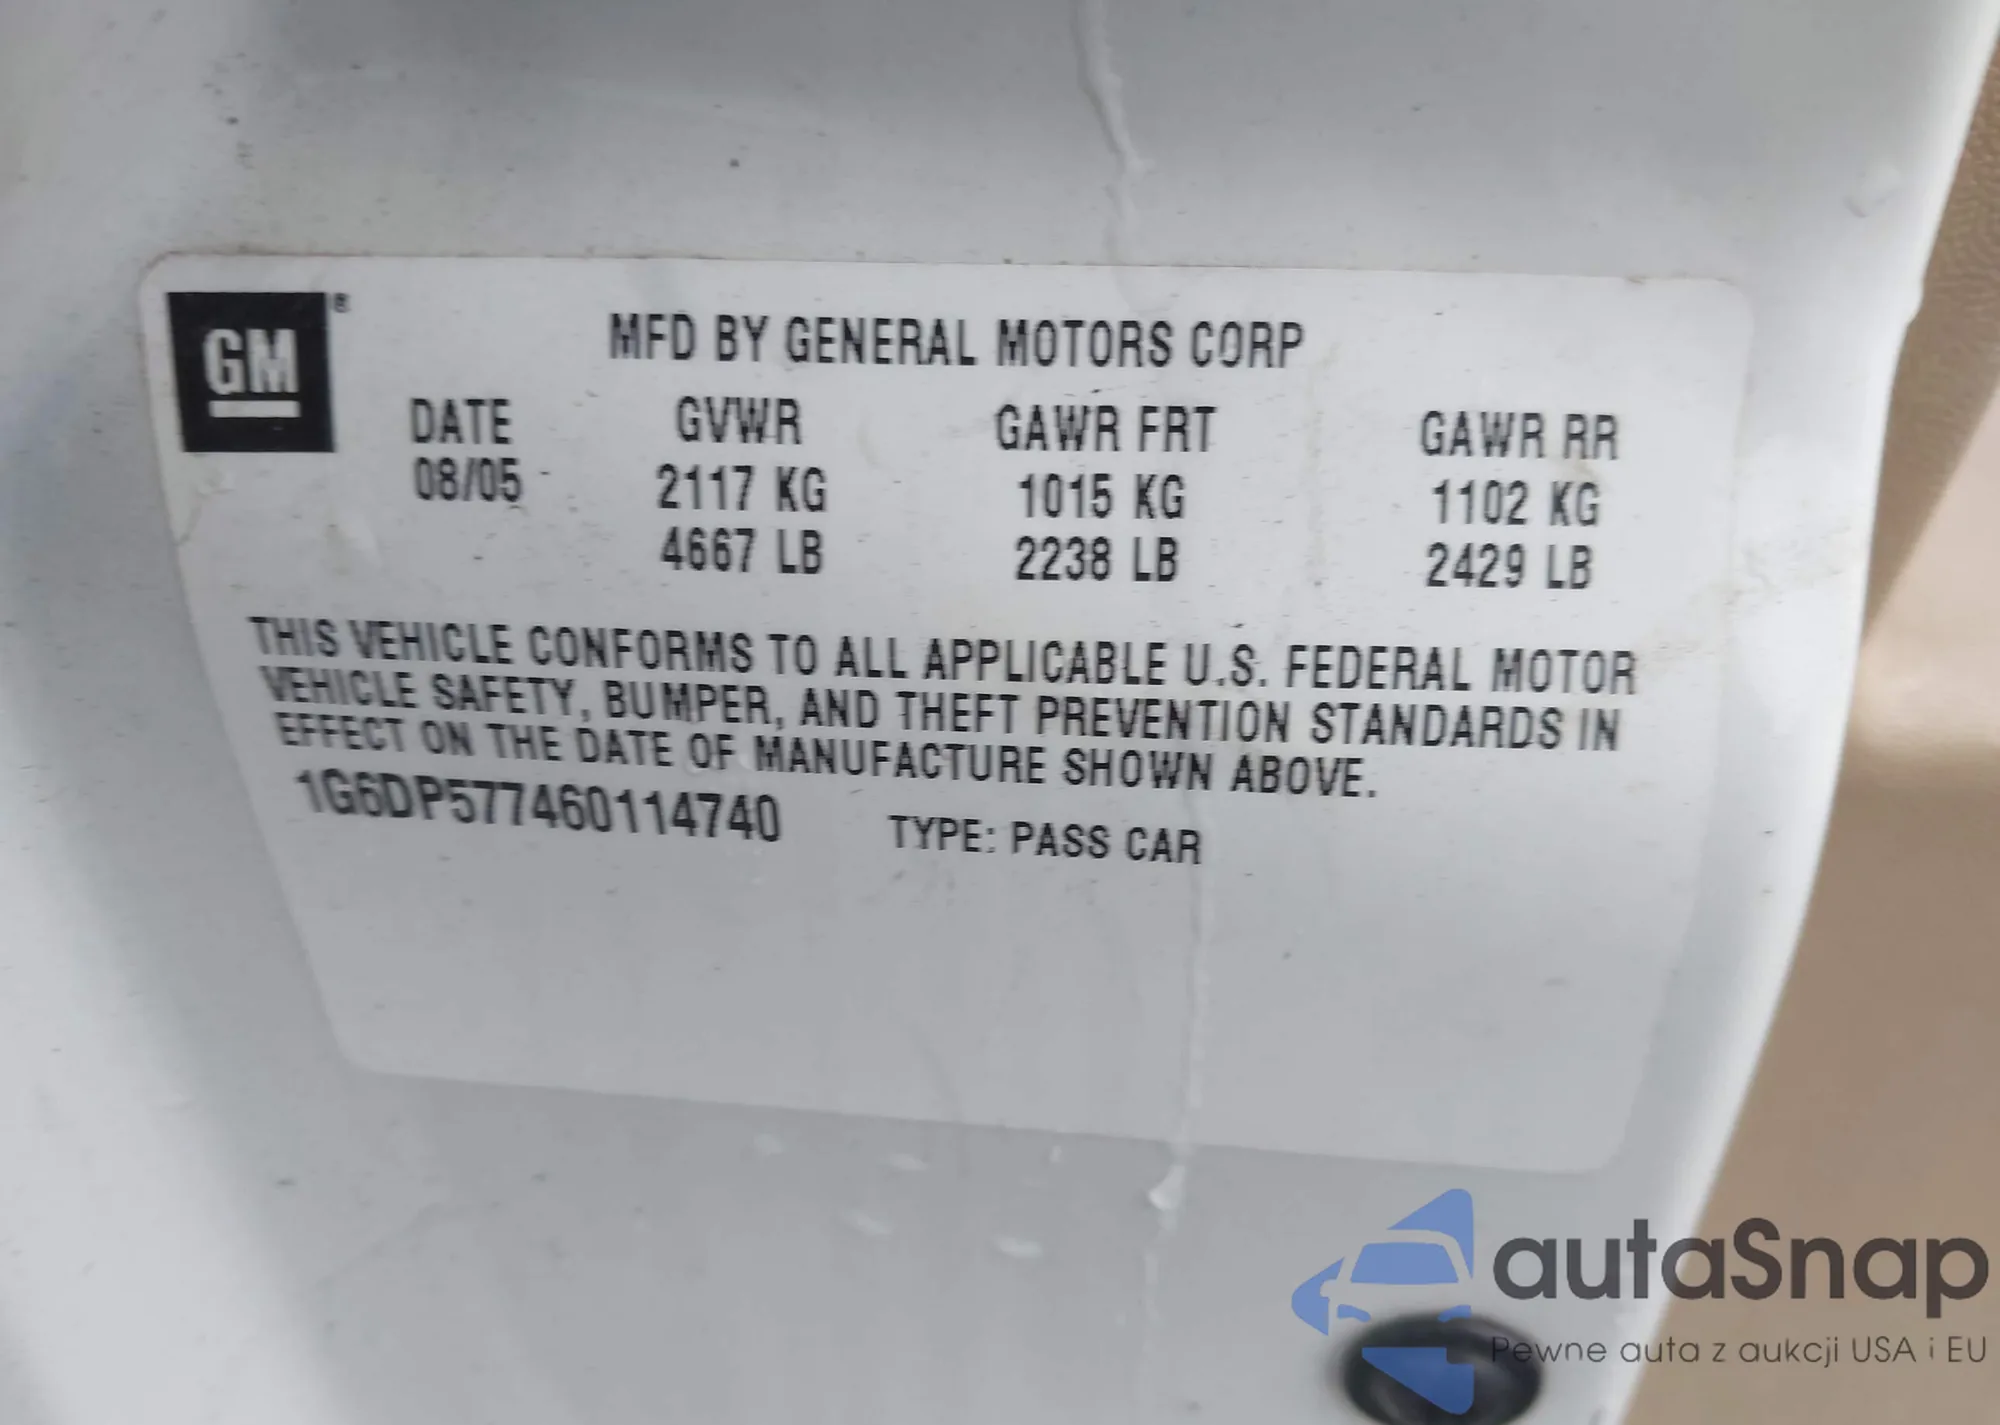 GM ®
MFD BY GENERAL MOTORS CORP
DATE GVWR GAWR FRT GAWR RR
08/05 2117 KG 1015 KG 1102 KG
4667 LB 2238 LB 2429 LB
THIS VEHICLE CONFORMS TO ALL APPLICABLE U.S. FEDERAL MOTOR
VEHICLE SAFETY, BUMPER, AND THEFT PREVENTION STANDARDS IN
EFFECT ON THE DATE OF MANUFACTURE SHOWN ABOVE.
1G6DP577460114740 TYPE: PASS CAR
autaSnap
Pewne auta z aukcji USA i EU